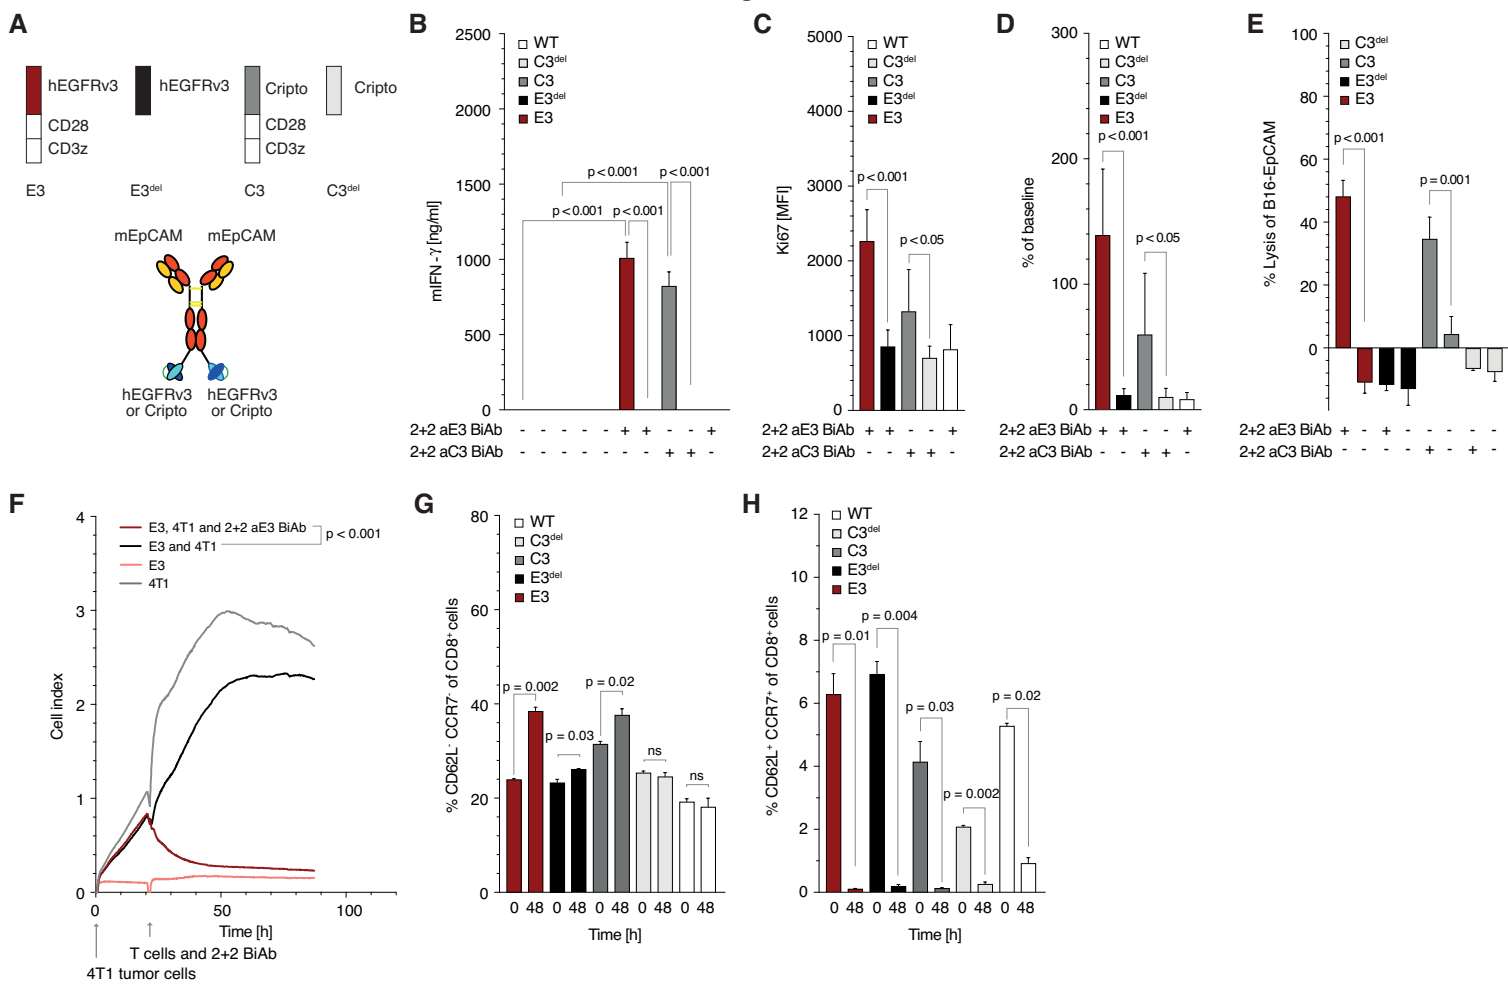 A
hEGFRv3
CD28
CD3z
E3
hEGFRv3
E3del
Cripto
CD28
CD3z
C3
Cripto
C3del
mEpCAM mEpCAM
hEGFRv3 hEGFRv3
or Cripto or Cripto
B
mIFN - γ [ng/ml]
2500
2000
1500
1000
500
0
WT
C3del
C3
E3del
E3
p < 0.001 p < 0.001
p < 0.001 p < 0.001
2+2 aE3 BiAb - - - - - + - - - +
2+2 aC3 BiAb - - - - - - - + + -
C
Ki67 [MFI]
5000
4000
3000
2000
1000
0
WT
C3del
C3
E3del
E3
p < 0.001
p < 0.05
2+2 aE3 BiAb + + - - +
2+2 aC3 BiAb - - + + -
D
% of baseline
300
200
100
0
WT
C3del
C3
E3del
E3
p < 0.001
p < 0.05
2+2 aE3 BiAb + + - - +
2+2 aC3 BiAb - - + + -
E
% Lysis of B16-EpCAM
100
80
60
40
20
0
C3del
C3
E3del
E3
p < 0.001
p = 0.001
2+2 aE3 BiAb + - + - - - - -
2+2 aC3 BiAb - - - - + - + -
F
Cell index
4
3
2
1
0
E3, 4T1 and 2+2 aE3 BiAb
E3 and 4T1
E3
4T1
p < 0.001
0 50 100
Time [h]
T cells and 2+2 BiAb
4T1 tumor cells
G
% CD62L- CCR7- of CD8+ cells
80
60
40
20
0
WT
C3del
C3
E3del
E3
p = 0.002
p = 0.03
p = 0.02
ns
ns
0 48 0 48 0 48 0 48 0 48
Time [h]
H
% CD62L+ CCR7+ of CD8+ cells
12
10
8
6
4
2
0
WT
C3del
C3
E3del
E3
p = 0.01
p = 0.004
p = 0.03
p = 0.002
p = 0.02
0 48 0 48 0 48 0 48 0 48
Time [h]